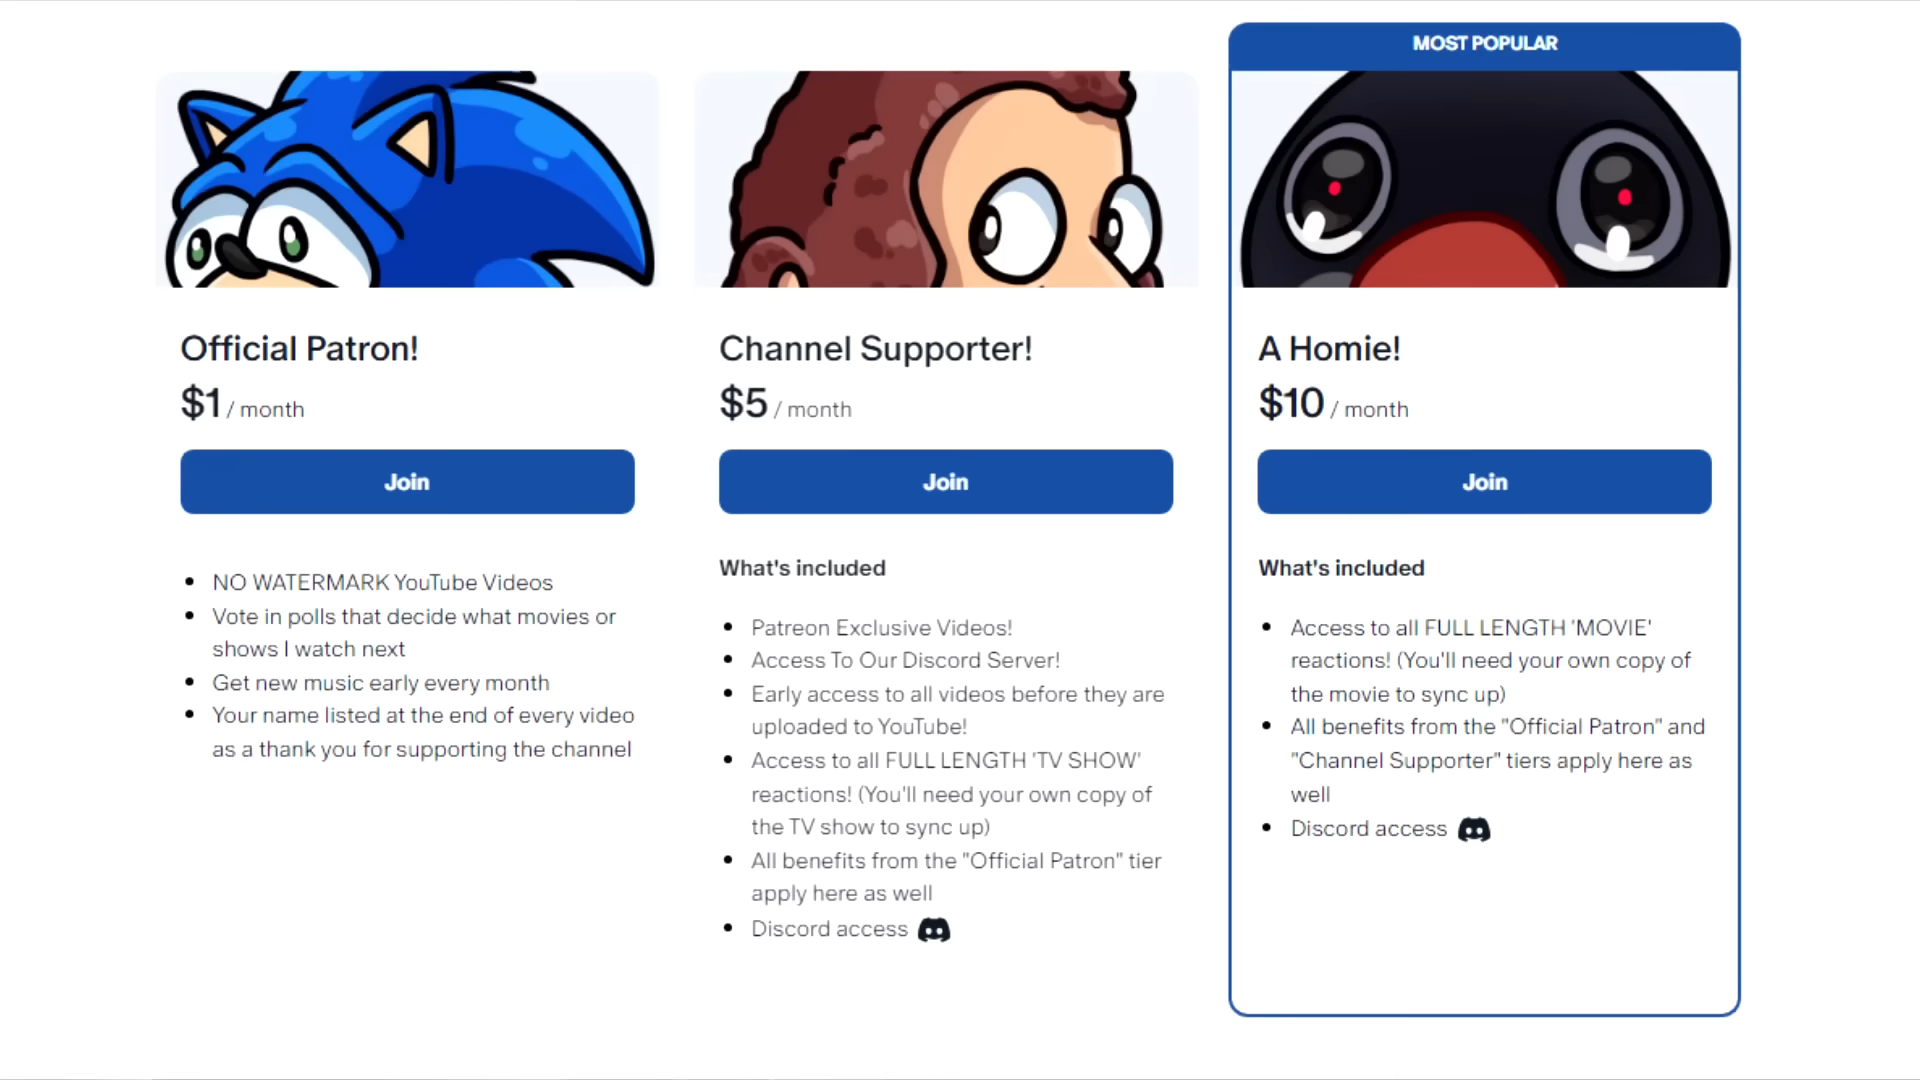 MOST POPULAR
Official Patron!
$1 / month
Join
NO WATERMARK YouTube Videos
Vote in polls that decide what movies or
shows I watch next
Get new music early every month
Your name listed at the end of every video
as a thank you for supporting the channel
Channel Supporter!
$5 / month
Join
What's included
Patreon Exclusive Videos!
Access To Our Discord Server!
Early access to all videos before they are
uploaded to YouTube!
Access to all FULL LENGTH 'TV SHOW'
reactions! (You'll need your own copy of
the TV show to sync up)
All benefits from the "Official Patron" tier
apply here as well
Discord access
A Homie!
$10 / month
Join
What's included
Access to all FULL LENGTH 'MOVIE'
reactions! (You'll need your own copy of
the movie to sync up)
All benefits from the "Official Patron" and
"Channel Supporter" tiers apply here as
well
Discord access